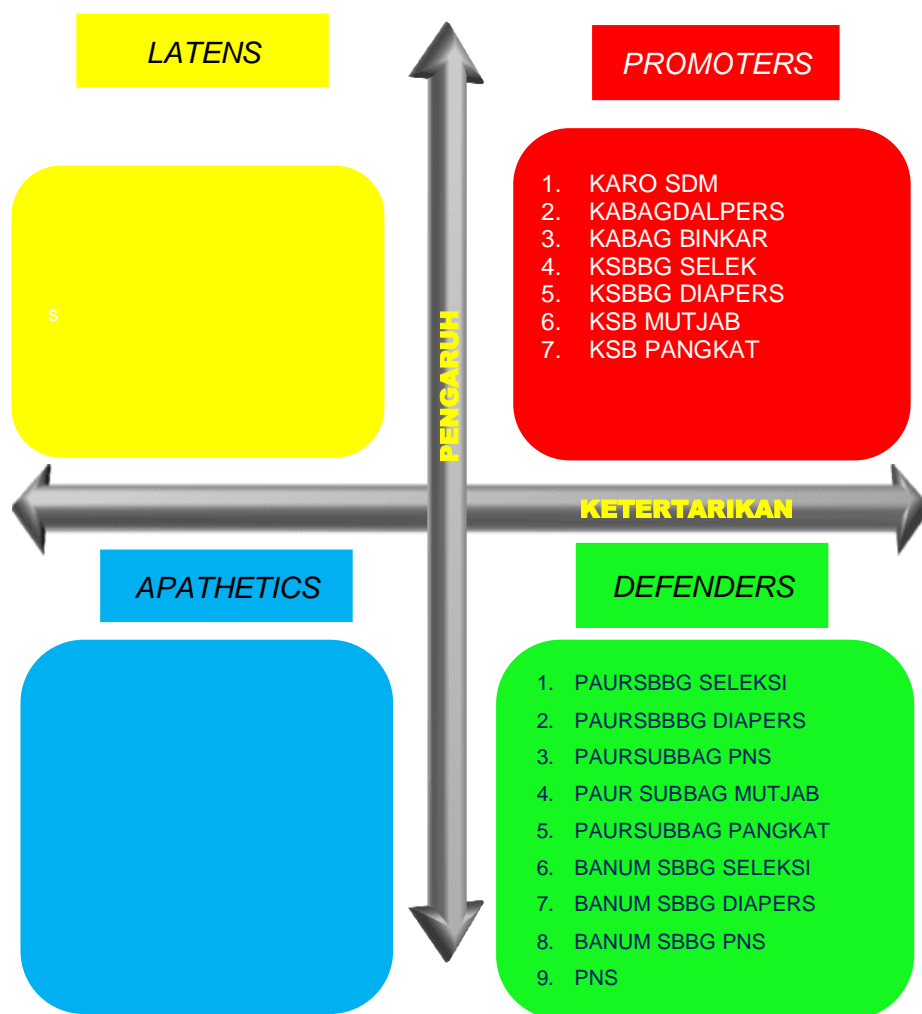 LATENS
PROMOTERS
s
1. KARO SDM
2. KABAGDALPERS
3. KABAG BINKAR
4. KSBBG SELEK
5. KSBBG DIAPERS
6. KSB MUTJAB
7. KSB PANGKAT
PENGARUH
KETERTARIKAN
APATHETICS
DEFENDERS
1. PAURSBBG SELEKSI
2. PAURSBBBG DIAPERS
3. PAURSUBBAG PNS
4. PAUR SUBBAG MUTJAB
5. PAURSUBBAG PANGKAT
6. BANUM SBBG SELEKSI
7. BANUM SBBG DIAPERS
8. BANUM SBBG PNS
9. PNS